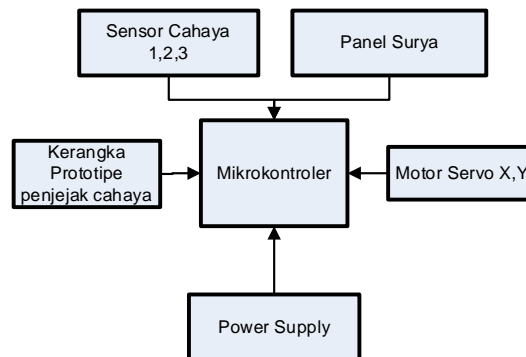 Sensor Cahaya
1,2,3
Panel Surya
Kerangka
Prototipe
penjejak cahaya
Mikrokontroler
Motor Servo X,Y
Power Supply